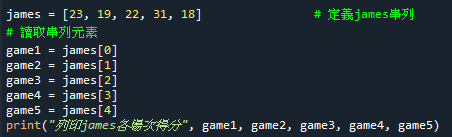 james = [23, 19, 22, 31, 18] # 定義james串列
# 讀取串列元素
game1 = james[0]
game2 = james[1]
game3 = james[2]
game4 = james[3]
game5 = james[4]
print("列印james各場次得分", game1, game2, game3, game4, game5)